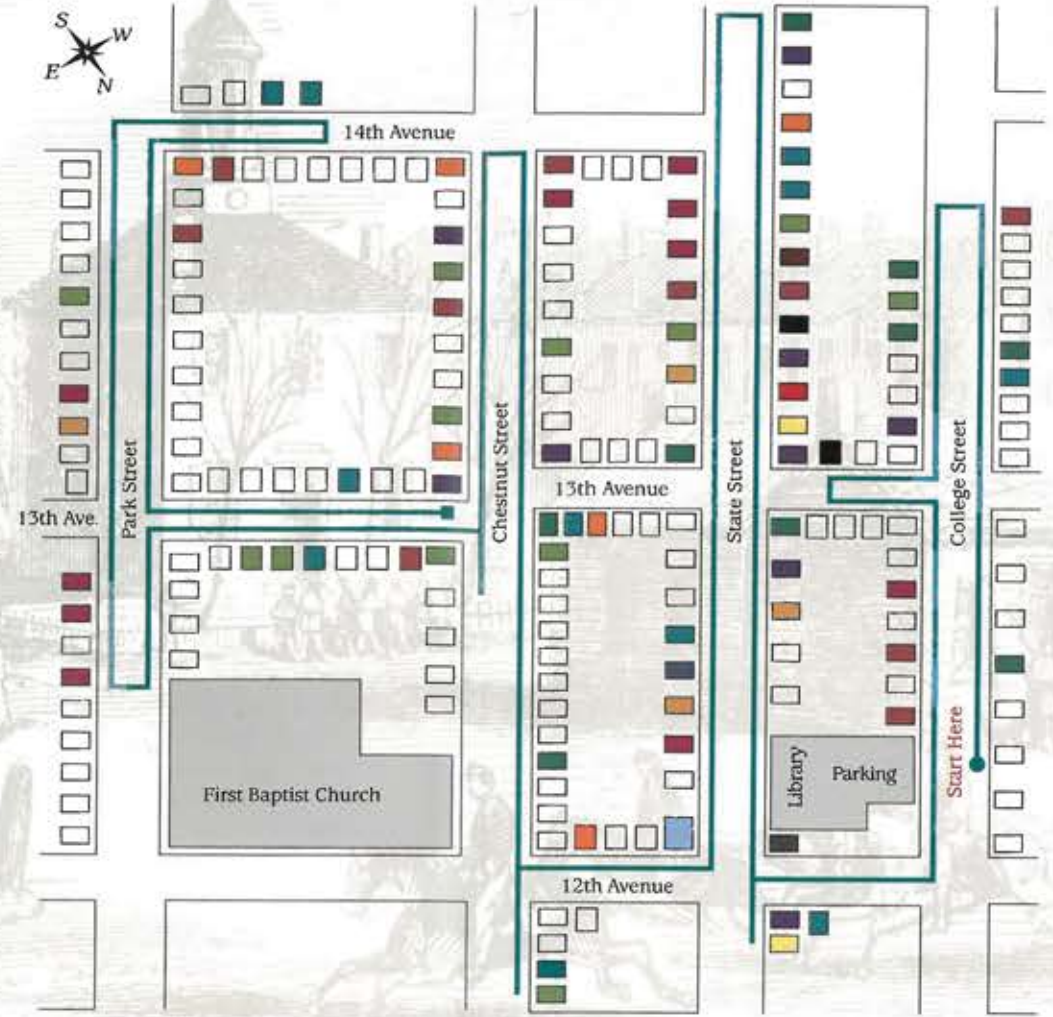 S
W
E
N
14th Avenue
Park Street
Chestnut Street
State Street
College Street
13th Avenue
13th Ave.
Start Here
Library
Parking
First Baptist Church
12th Avenue